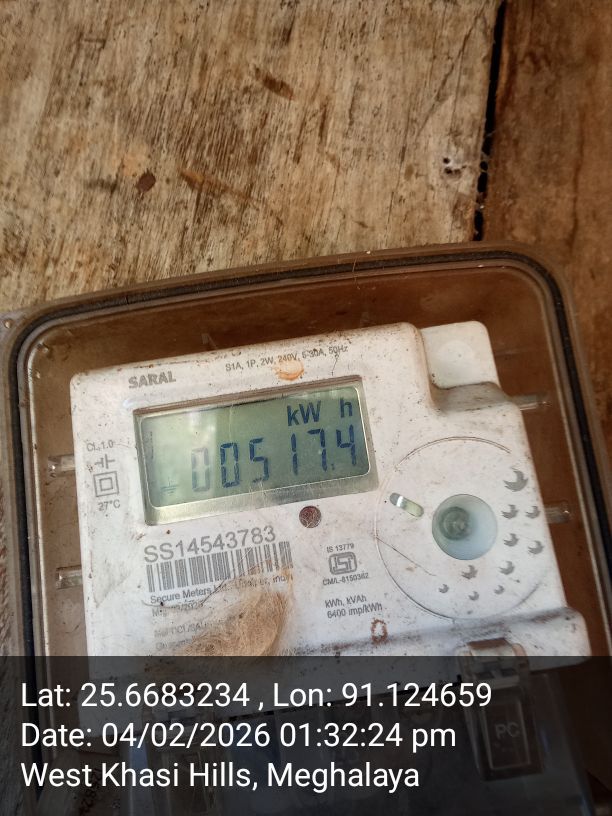 SARAL
S1A, 1P, 2W, 240V, 5-30A, 50Hz
kW h
00517.4
CL.1.0
27°C
SS14543783
IS 13779
CM/L-8150362
Secure Meters
kWh, kVAh
6400 imp/kWh
PC
Lat: 25.6683234 , Lon: 91.124659
Date: 04/02/2026 01:32:24 pm
West Khasi Hills, Meghalaya